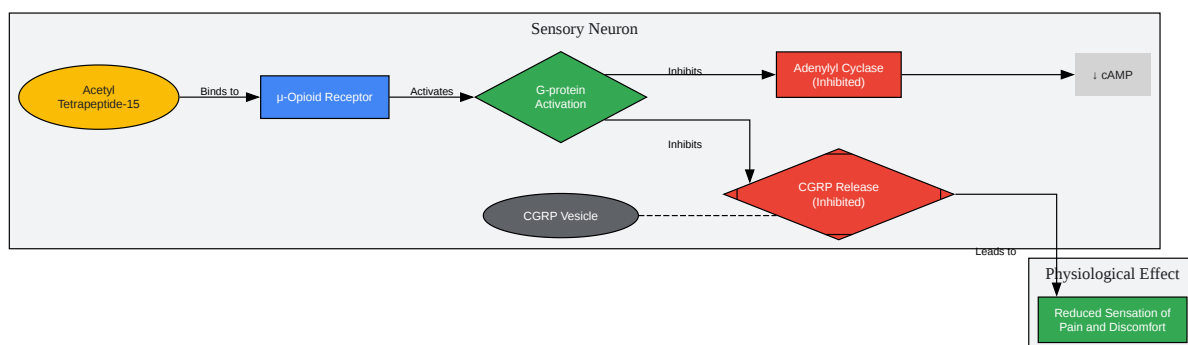 Sensory Neuron
Acetyl
Tetrapeptide-15
Binds to
μ-Opioid Receptor
Activates
G-protein
Activation
Inhibits
Adenylyl Cyclase
(Inhibited)
↓ cAMP
Inhibits
CGRP Release
(Inhibited)
CGRP Vesicle
Leads to
Physiological Effect
Reduced Sensation of
Pain and Discomfort